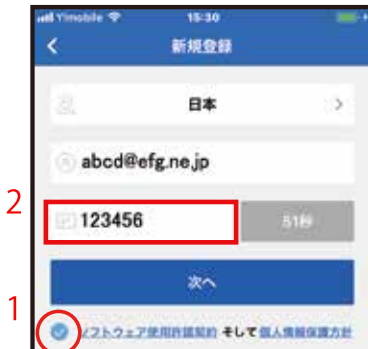 Y!mobile 15:30
新規登録
日本
abcd@efg.ne.jp
2
123456 51秒
次へ
1
ソフトウェア使用許諾契約 そして 個人情報保護方針